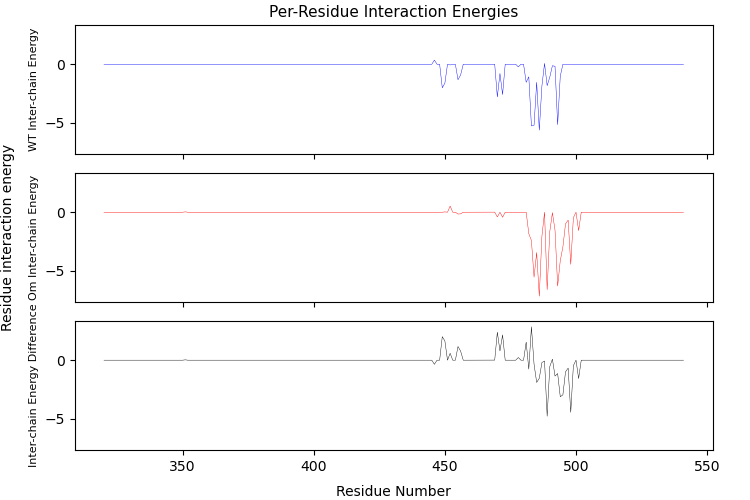 Per-Residue Interaction Energies
WT Inter-chain Energy
0
−5
Om Inter-chain Energy
0
−5
Inter-chain Energy Difference
0
−5
Residue interaction energy
350
400
450
500
550
Residue Number